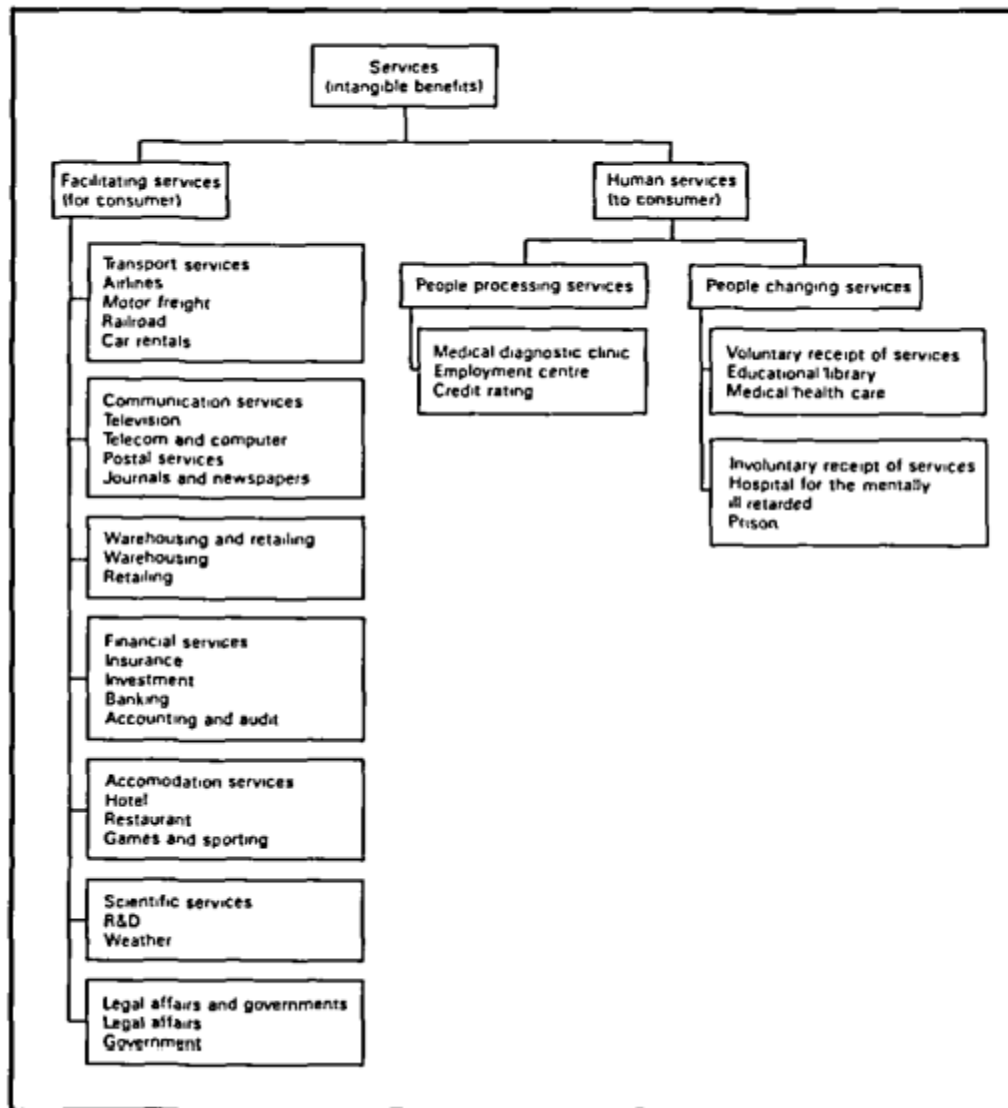 Services
(intangible benefits)
Facilitating services
(for consumer)
Human services
(to consumer)
Transport services
Airlines
Motor freight
Railroad
Car rentals
Communication services
Television
Telecom and computer
Postal services
Journals and newspapers
Warehousing and retailing
Warehousing
Retailing
Financial services
Insurance
Investment
Banking
Accounting and audit
Accomodation services
Hotel
Restaurant
Games and sporting
Scientific services
R&D
Weather
Legal affairs and governments
Legal affairs
Government
People processing services
Medical diagnostic clinic
Employment centre
Credit rating
People changing services
Voluntary receipt of services
Educational library
Medical health care
Involuntary receipt of services
Hospital for the mentally
ill retarded
Prison